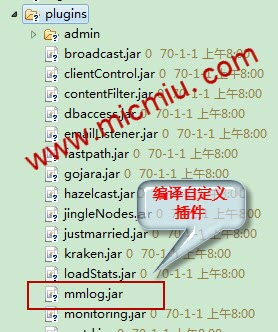 plugins
admin
broadcast.jar 0 70-1-1 上午8:00
clientControl.jar 0 70-1-1 上午8:00
contentFilter.jar 0 70-1-1 上午8:00
dbaccess.jar 0 70-1-1 上午8:00
emailListener.jar 0 70-1-1 上午8:00
fastpath.jar 0 70-1-1 上午8:00
gojara.jar 0 70-1-1 上午8:00
hazelcast.jar 0 70-1-1 上午8:00
jingleNodes.jar 上午8:00
justmarried.jar 上午8:00
kraken.jar 0 70-1-1 上午8:00
loadStats.jar 0 70-1-1 上午8:00
mmlog.jar
monitoring.jar 0 70-1-1 上午8:00
编译自定义
插件
www.micmiu.com